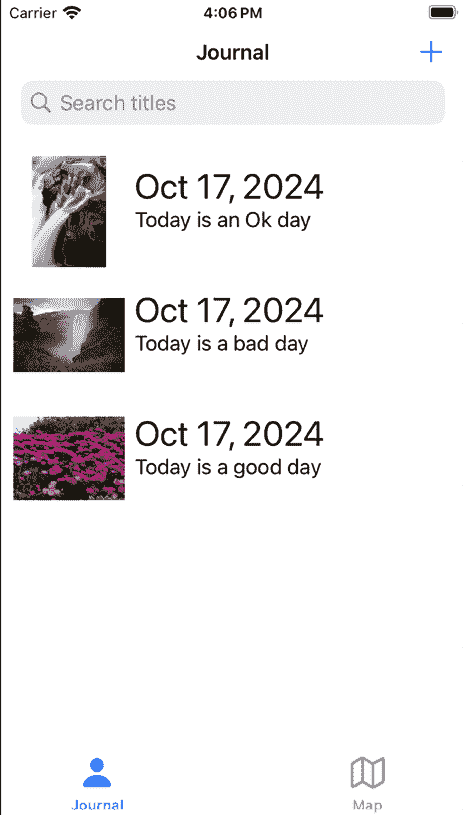 Carrier 4:06 PM
Journal +
Search titles
Oct 17, 2024
Today is an Ok day
Oct 17, 2024
Today is a bad day
Oct 17, 2024
Today is a good day
Journal Map